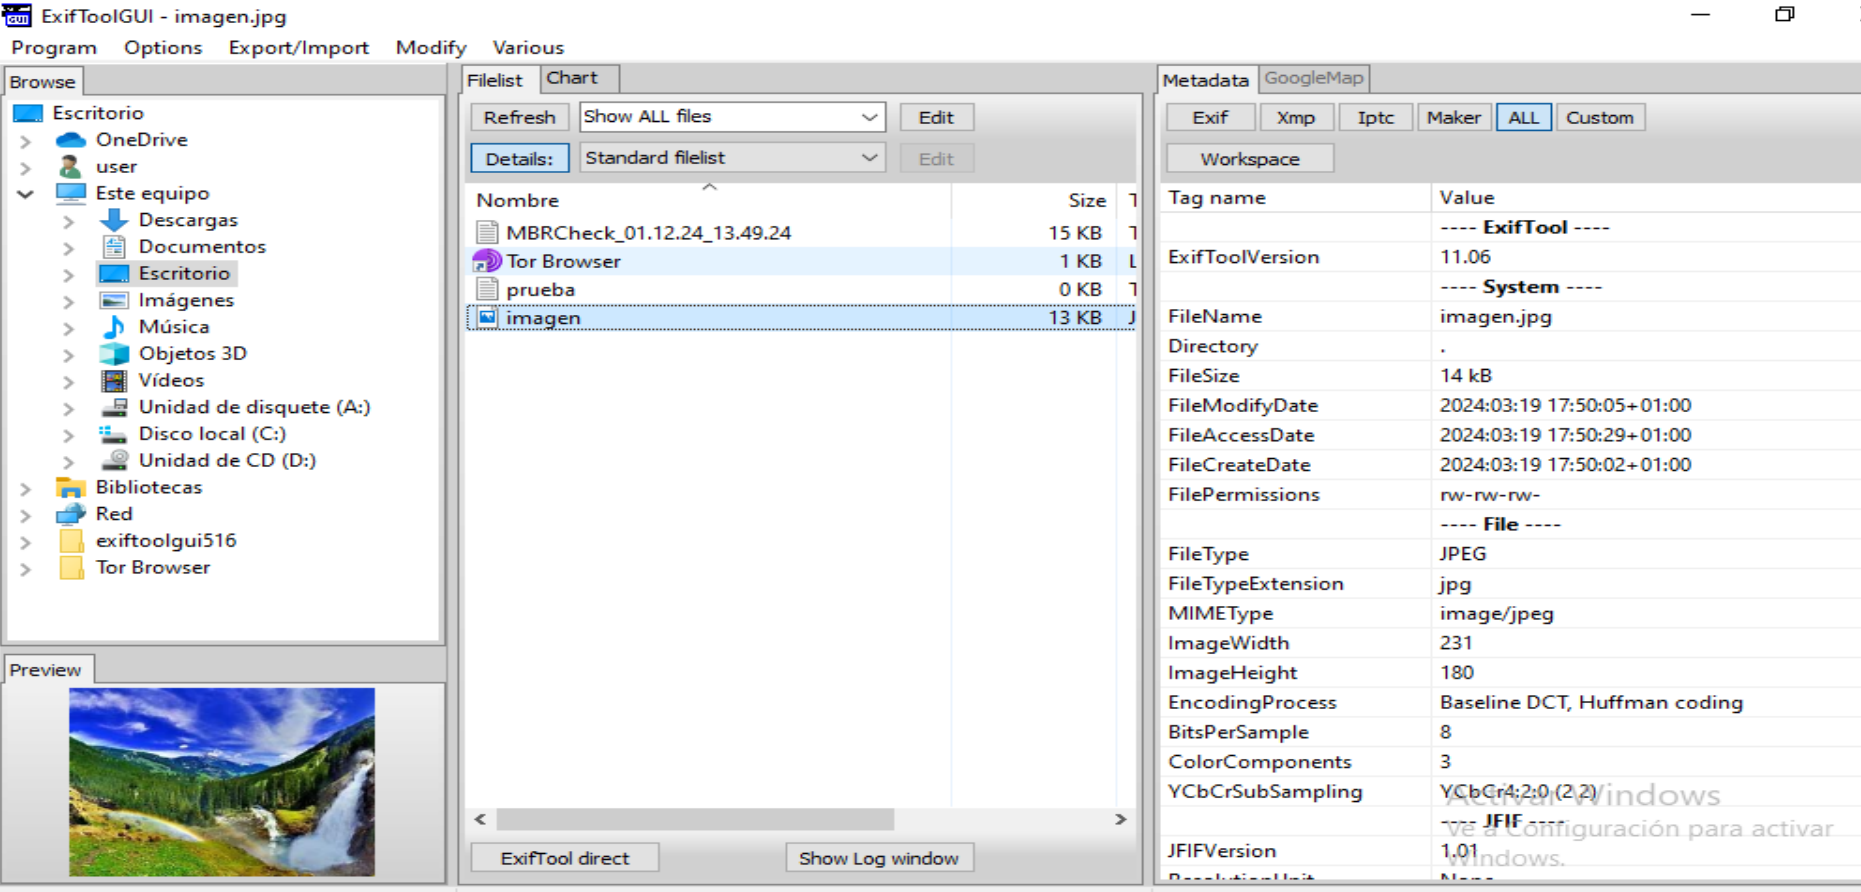 ExifToolGUI - imagen.jpg
Program Options Export/Import Modify Various
Browse
Escritorio
OneDrive
user
Este equipo
Descargas
Documentos
Escritorio
Imágenes
Música
Objetos 3D
Vídeos
Unidad de disquete (A:)
Disco local (C:)
Unidad de CD (D:)
Bibliotecas
Red
exiftoolgui516
Tor Browser
Preview
Filelist Chart
Refresh Show ALL files Edit
Details: Standard filelist Edit
Nombre Size
MBRCheck_01.12.24_13.49.24 15 KB
Tor Browser 1 KB
prueba 0 KB
imagen 13 KB
ExifTool direct Show Log window
Metadata GoogleMap
Exif Xmp Iptc Maker ALL Custom
Workspace
Tag name Value
---- ExifTool ----
ExifToolVersion 11.06
---- System ----
FileName imagen.jpg
Directory .
FileSize 14 kB
FileModifyDate 2024:03:19 17:50:05+01:00
FileAccessDate 2024:03:19 17:50:29+01:00
FileCreateDate 2024:03:19 17:50:02+01:00
FilePermissions rw-rw-rw-
---- File ----
FileType JPEG
FileTypeExtension jpg
MIMEType image/jpeg
ImageWidth 231
ImageHeight 180
EncodingProcess Baseline DCT, Huffman coding
BitsPerSample 8
ColorComponents 3
YCbCrSubSampling YCbCr4:2:0 (2 2)
---- JFIF ----
JFIFVersion 1.01
Activar Windows
Ve a Configuración para activar
Windows.